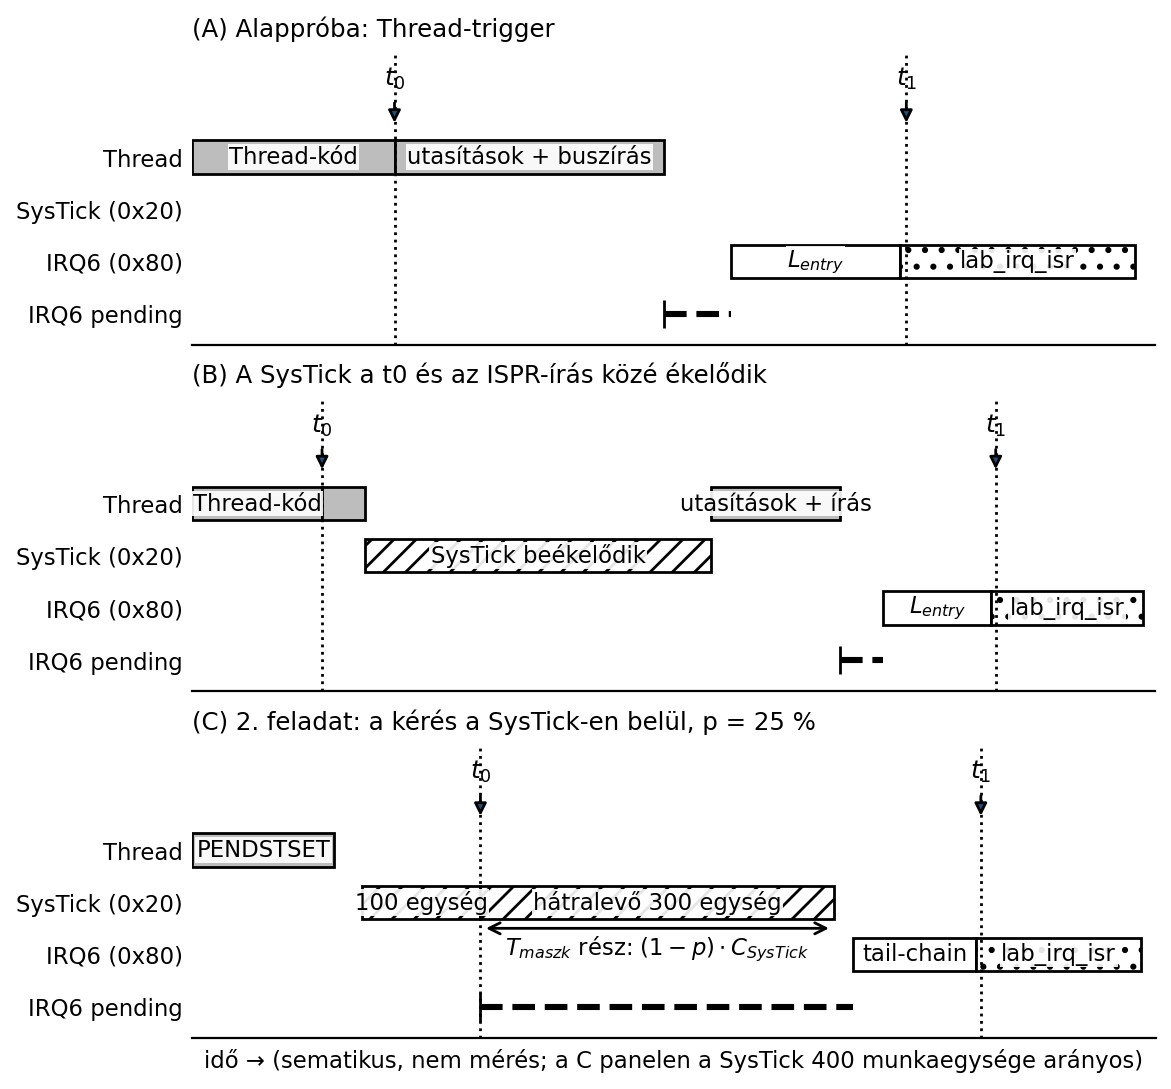 (A) Alappróba: Thread-trigger
t0 t1
Thread Thread-kód utasítások + buszírás
SysTick (0x20)
IRQ6 (0x80) Lentry lab_irq_isr
IRQ6 pending
(B) A SysTick a t0 és az ISPR-írás közé ékelődik
t0 t1
Thread Thread-kód utasítások + írás
SysTick (0x20) SysTick beékelődik
IRQ6 (0x80) Lentry lab_irq_isr
IRQ6 pending
(C) 2. feladat: a kérés a SysTick-en belül, p = 25 %
t0 t1
Thread PENDSTSET
SysTick (0x20) 100 egység hátralevő 300 egység
Tmaszk rész: (1 − p) · CSysTick
IRQ6 (0x80) tail-chain lab_irq_isr
IRQ6 pending
idő → (sematikus, nem mérés; a C panelen a SysTick 400 munkaegysége arányos)